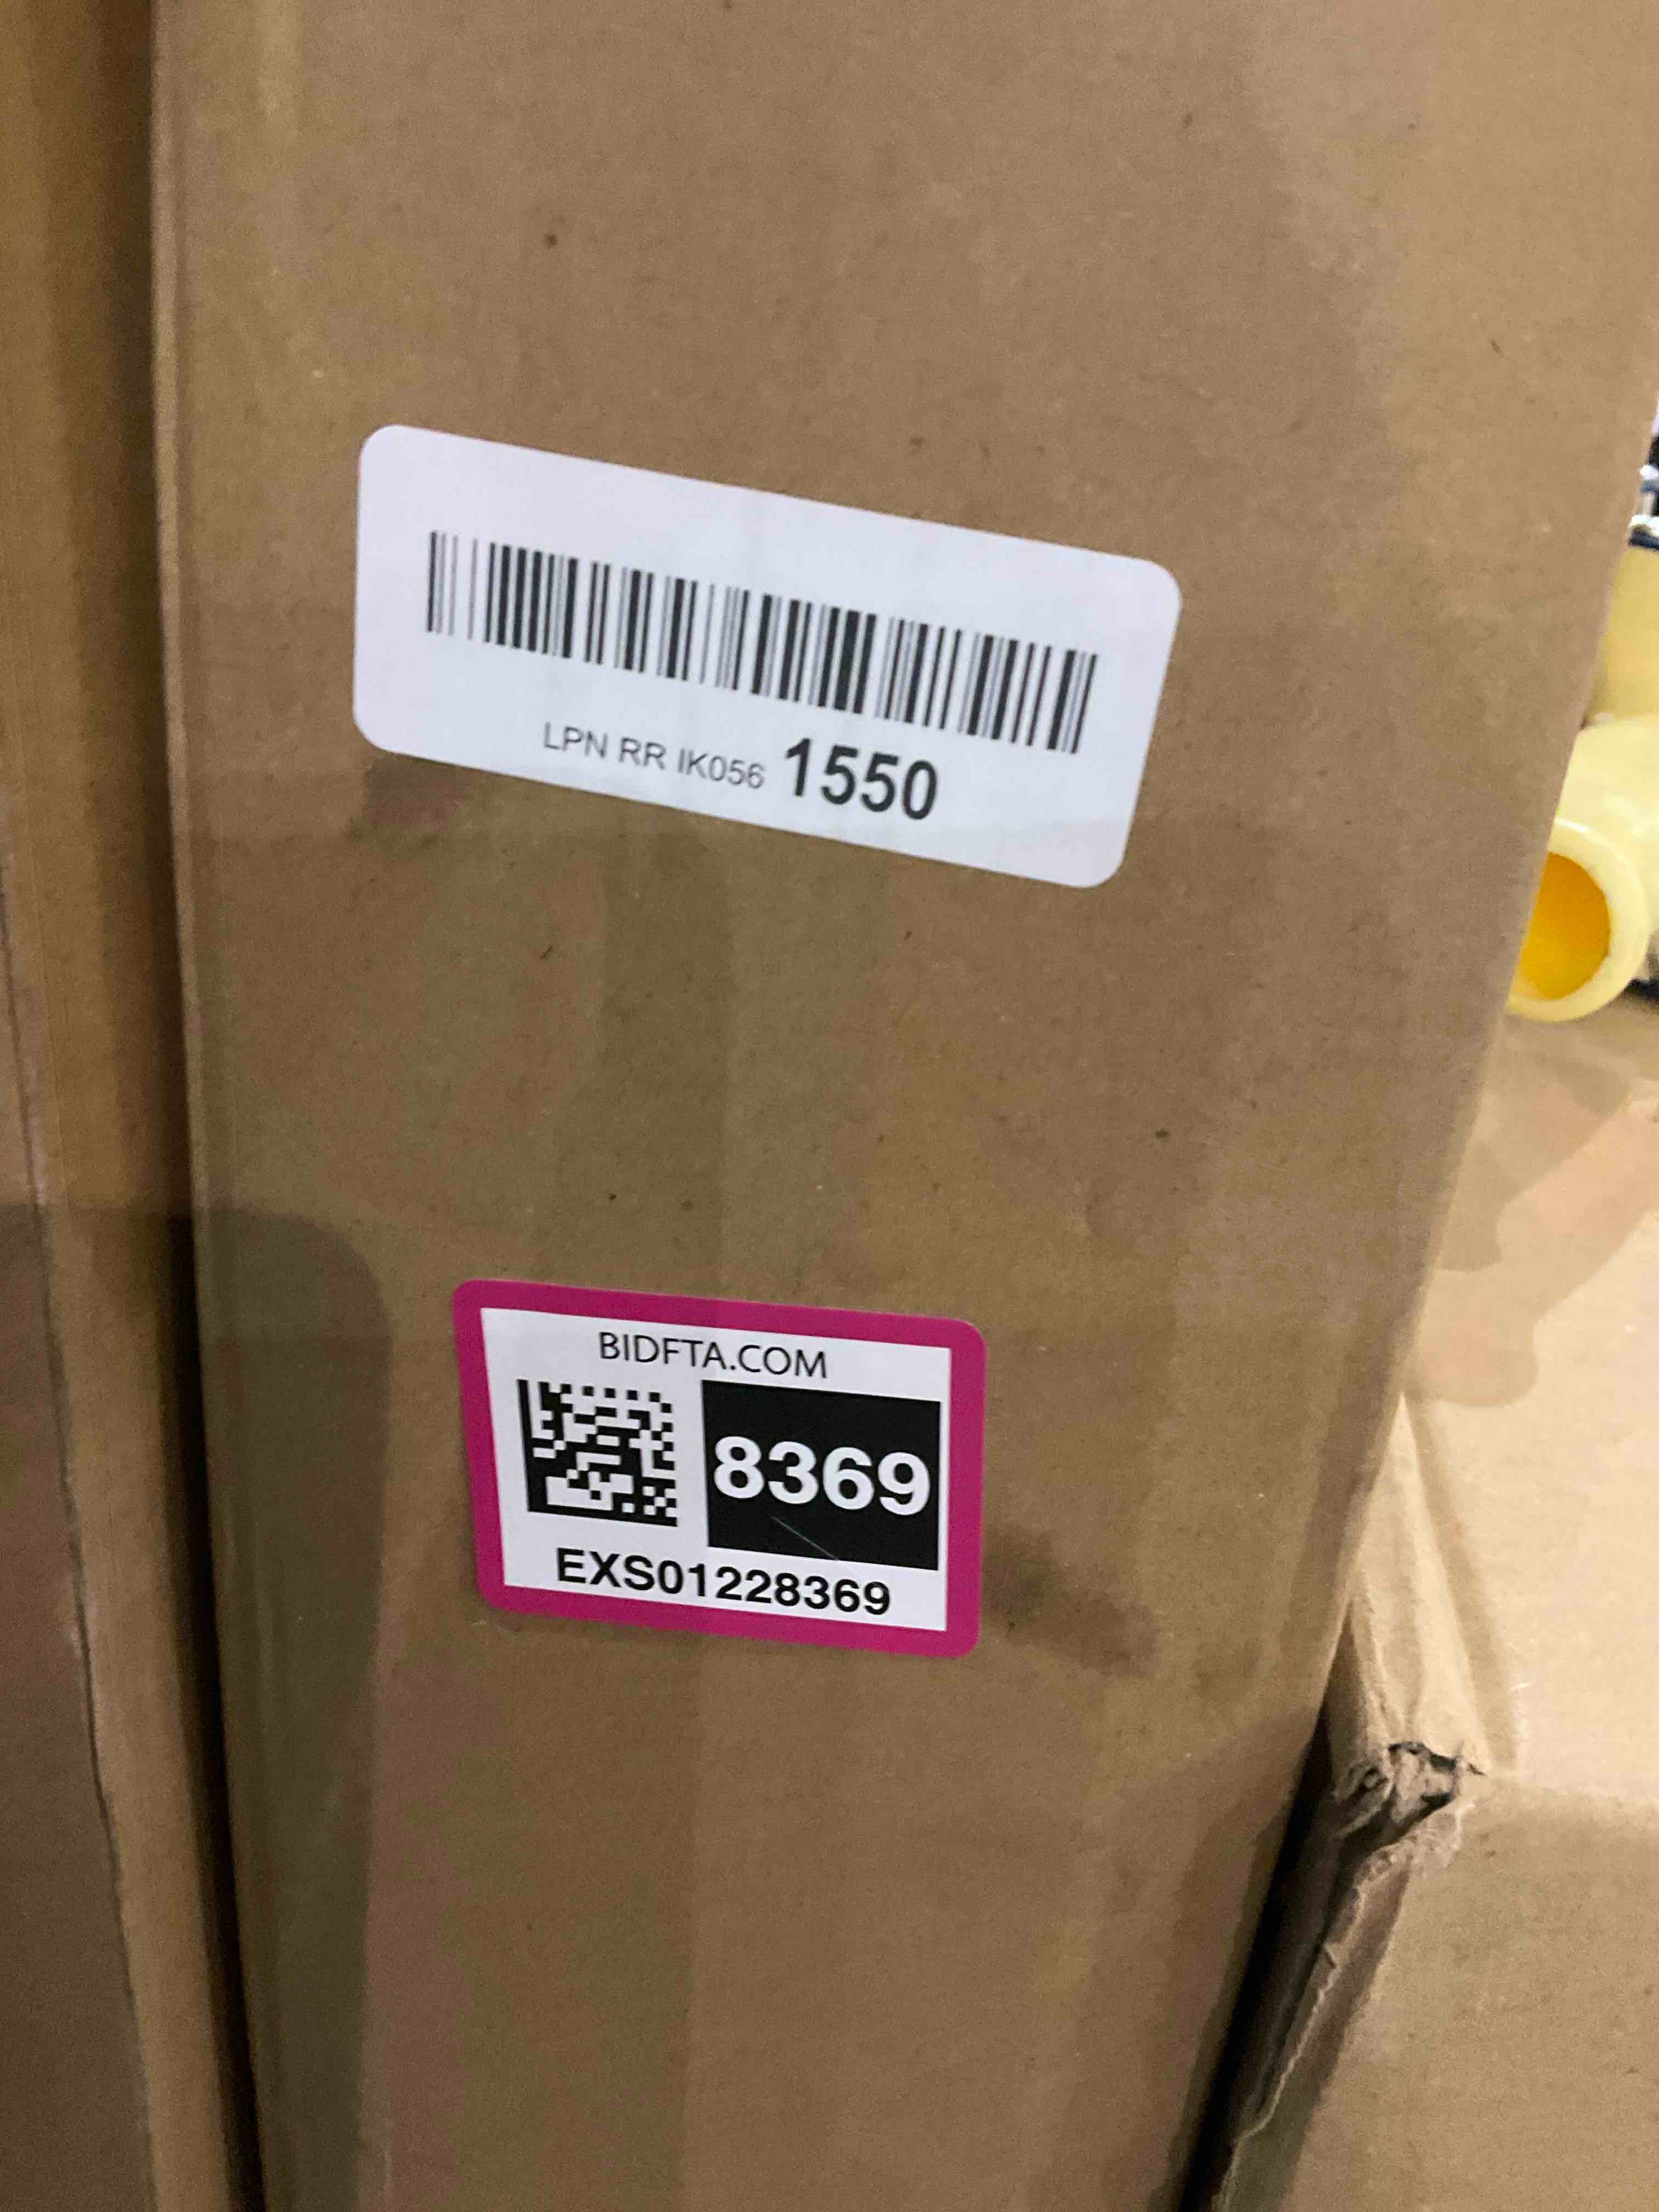 LPN RR IK056 1550
BIDFTA.COM
8369
EXS01228369